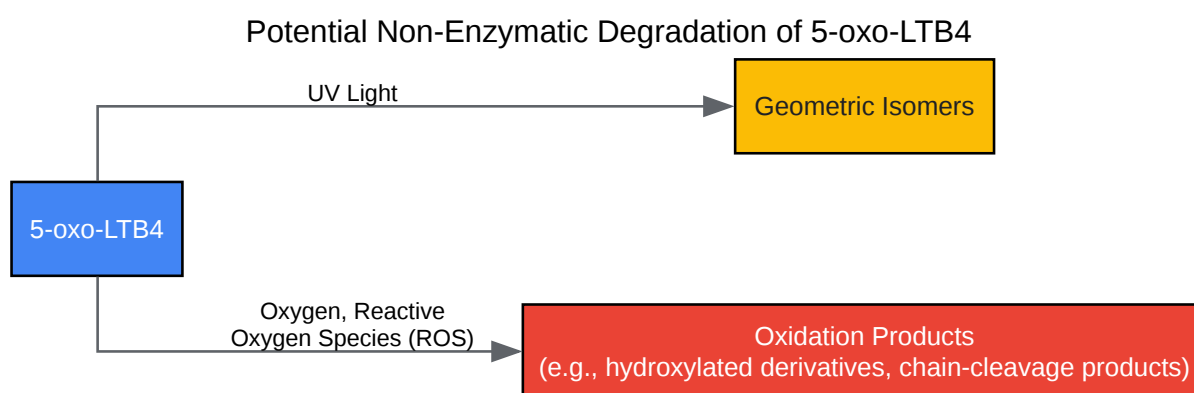 Potential Non-Enzymatic Degradation of 5-oxo-LTB4
UV Light
Geometric Isomers
5-oxo-LTB4
Oxygen, Reactive
Oxygen Species (ROS)
Oxidation Products
(e.g., hydroxylated derivatives, chain-cleavage products)